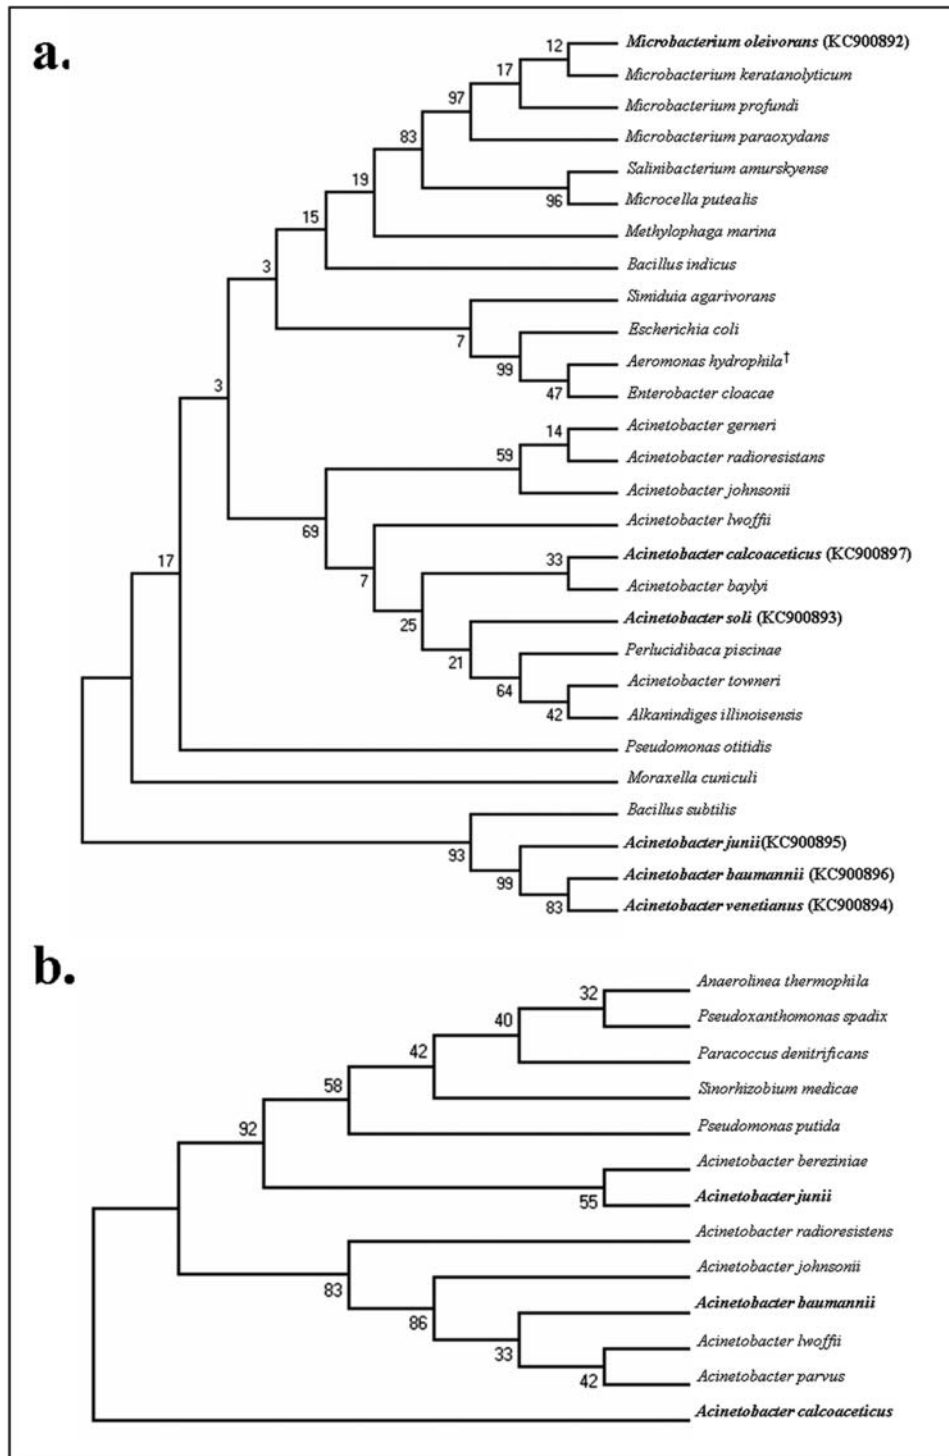 a.
12
Microbacterium oleivorans (KC900892)
Microbacterium keratanolyticum
17
Microbacterium profundi
97
Microbacterium paraoxydans
83
Salinibacterium amurskyense
96
Microcella putealis
19
Methylophaga marina
15
Bacillus indicus
3
Simiduia agarivorans
7
Escherichia coli
99
Aeromonas hydrophila†
47
Enterobacter cloacae
3
Acinetobacter gerneri
14
Acinetobacter radioresistans
59
Acinetobacter johnsonii
69
Acinetobacter lwoffii
7
Acinetobacter calcoaceticus (KC900897)
33
Acinetobacter baylyi
25
Acinetobacter soli (KC900893)
21
Perlucidibaca piscinae
64
Acinetobacter towneri
42
Alkanindiges illinoisensis
17
Pseudomonas otitidis
Moraxella cuniculi
Bacillus subtilis
93
Acinetobacter junii(KC900895)
99
Acinetobacter baumannii (KC900896)
83
Acinetobacter venetianus (KC900894)
b.
Anaerolinea thermophila
32
Pseudoxanthomonas spadix
40
Paracoccus denitrificans
42
Sinorhizobium medicae
58
Pseudomonas putida
92
Acinetobacter bereziniae
55
Acinetobacter junii
Acinetobacter radioresistens
83
Acinetobacter johnsonii
86
Acinetobacter baumannii
33
Acinetobacter lwoffii
42
Acinetobacter parvus
Acinetobacter calcoaceticus